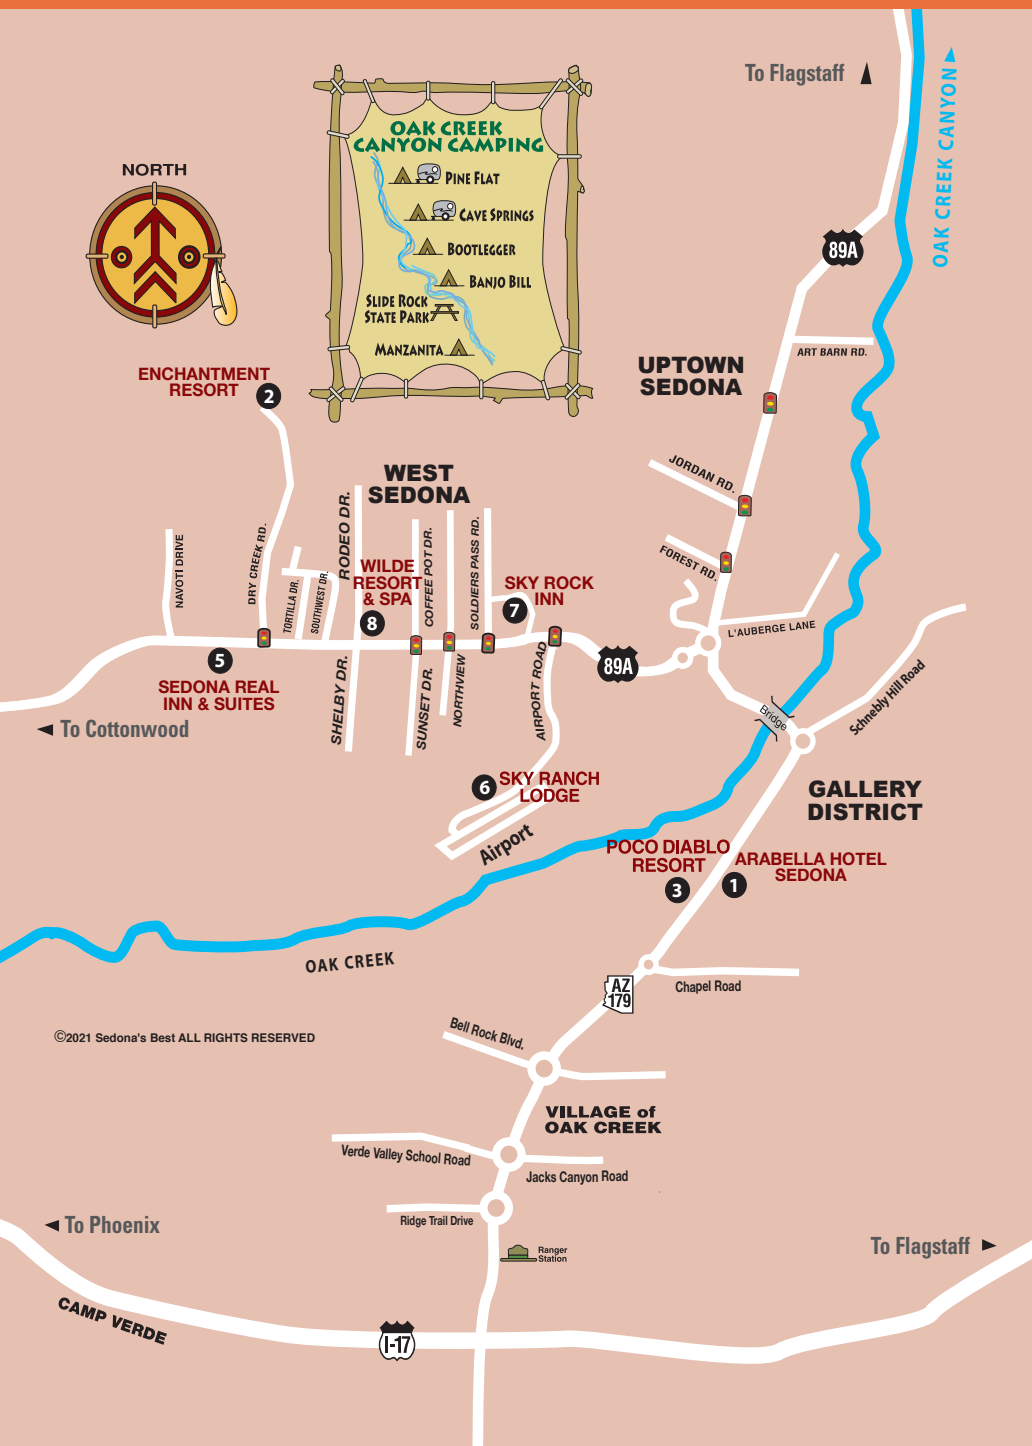 To Flagstaff
OAK CREEK CANYON
OAK CREEK
CANYON CAMPING
PINE FLAT
CAVE SPRINGS
BOOTLEGGER
BANJO BILL
SLIDE ROCK
STATE PARK
MANZANITA
NORTH
89A
ART BARN RD.
UPTOWN
SEDONA
ENCHANTMENT
RESORT
2
JORDAN RD.
FOREST RD.
WEST
SEDONA
NAVOTI DRIVE
DRY CREEK RD.
TORTILLA DR.
SOUTHWEST DR.
RODEO DR.
WILDE
RESORT
& SPA
8
COFFEE POT DR.
SOLDIERS PASS RD.
SKY ROCK
INN
7
L'AUBERGE LANE
89A
5
SEDONA REAL
INN & SUITES
SHELBY DR.
SUNSET DR.
NORTHVIEW
AIRPORT ROAD
Schnebly Hill Road
Bridge
To Cottonwood
6
SKY RANCH
LODGE
Airport
GALLERY
DISTRICT
POCO DIABLO
RESORT
3
ARABELLA HOTEL
SEDONA
1
OAK CREEK
AZ
179
Chapel Road
©2021 Sedona's Best ALL RIGHTS RESERVED
Bell Rock Blvd.
VILLAGE of
OAK CREEK
Verde Valley School Road
Jacks Canyon Road
Ridge Trail Drive
Ranger
Station
To Phoenix
To Flagstaff
CAMP VERDE
I-17